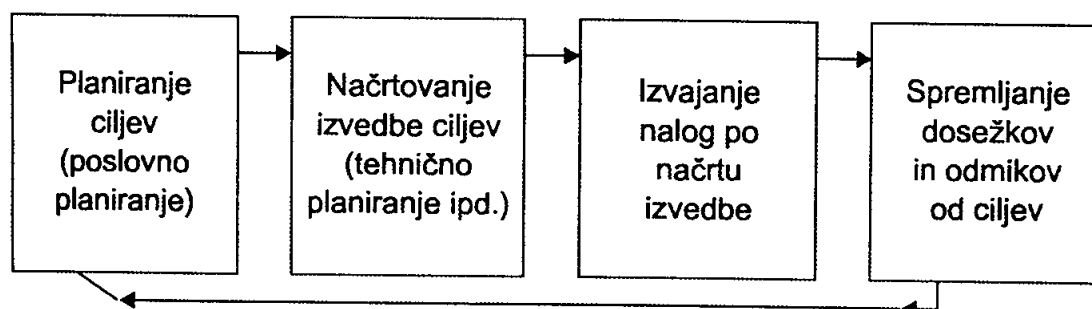 Planiranje
ciljev
(poslovno
planiranje)
Načrtovanje
izvedbe ciljev
(tehnično
planiranje ipd.)
Izvajanje
nalog po
načrtu
izvedbe
Spremljanje
dosežkov
in odmikov
od ciljev